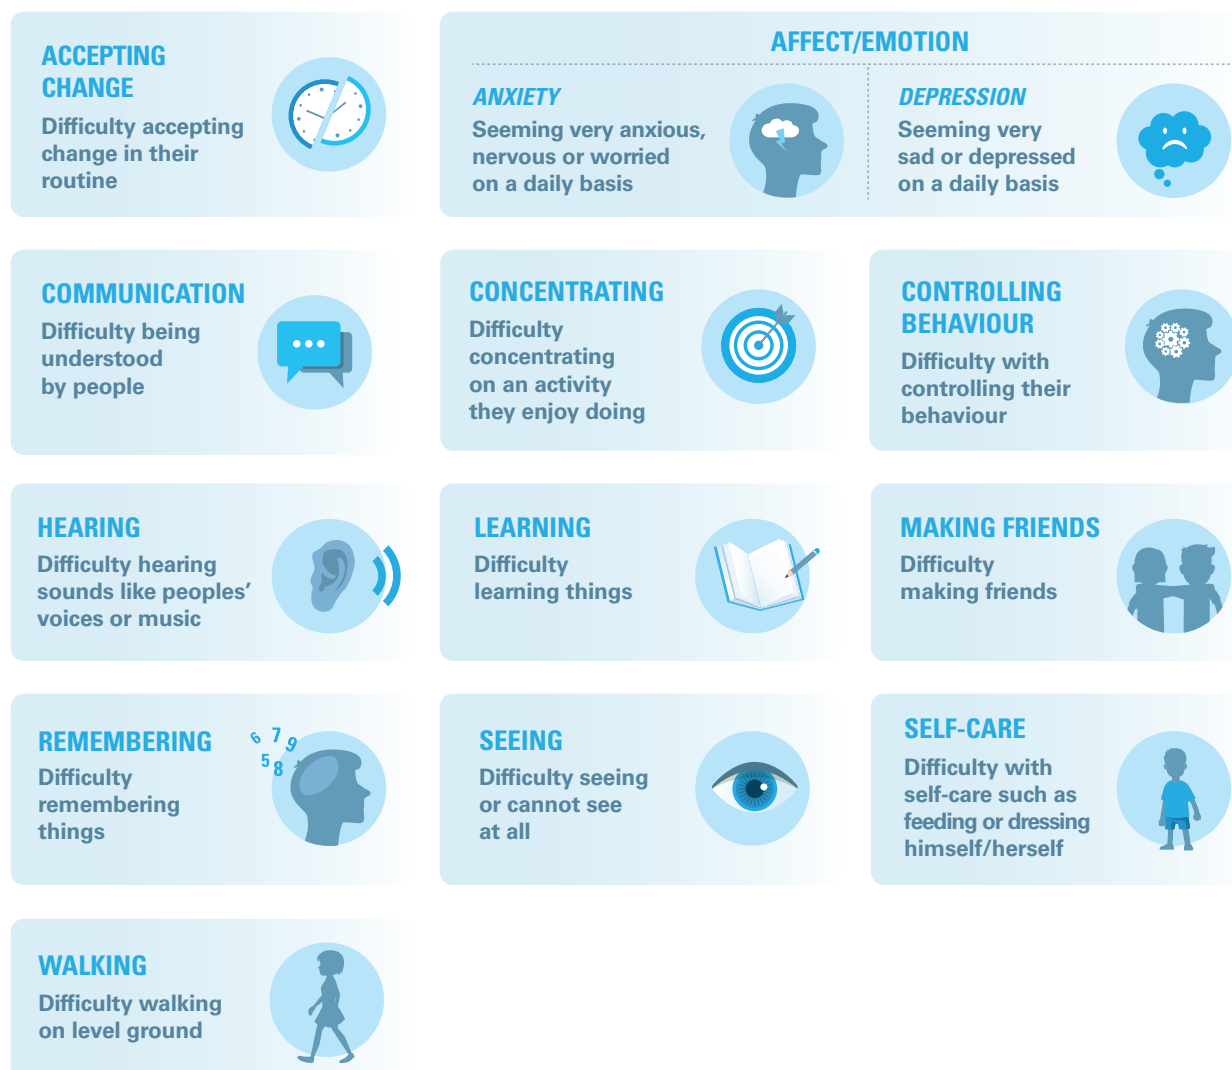 ACCEPTING
CHANGE
Difficulty accepting
change in their
routine
AFFECT/EMOTION
ANXIETY
Seeming very anxious,
nervous or worried
on a daily basis
DEPRESSION
Seeming very
sad or depressed
on a daily basis
COMMUNICATION
Difficulty being
understood
by people
CONCENTRATING
Difficulty
concentrating
on an activity
they enjoy doing
CONTROLLING
BEHAVIOUR
Difficulty with
controlling their
behaviour
HEARING
Difficulty hearing
sounds like peoples’
voices or music
LEARNING
Difficulty
learning things
MAKING FRIENDS
Difficulty
making friends
REMEMBERING
Difficulty
remembering
things
6 7 9
5 8
SEEING
Difficulty seeing
or cannot see
at all
SELF-CARE
Difficulty with
self-care such as
feeding or dressing
himself/herself
WALKING
Difficulty walking
on level ground